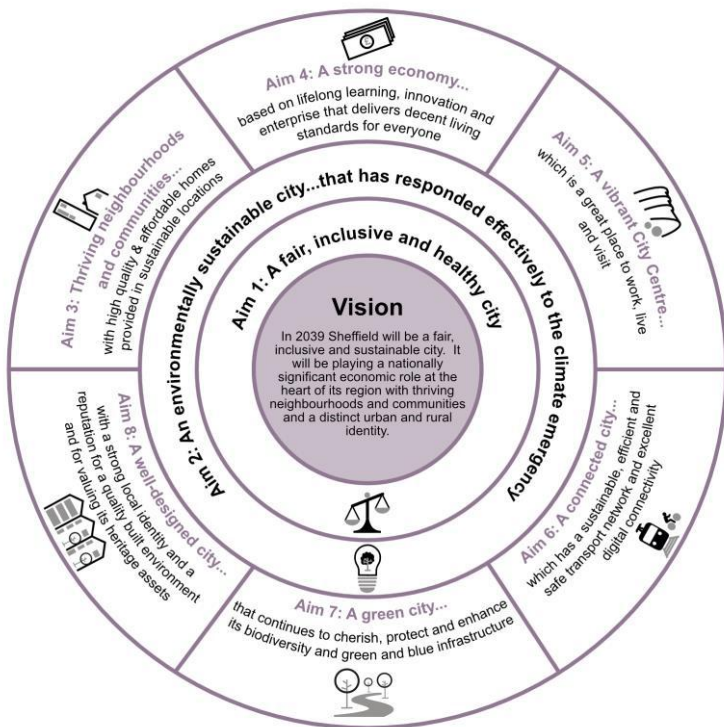 Vision
In 2039 Sheffield will be a fair,
inclusive and sustainable city. It
will be playing a nationally
significant economic role at the
heart of its region with thriving
neighbourhoods and communities
and a distinct urban and rural
identity.
Aim 1: A fair, inclusive and healthy city
Aim 2: An environmentally sustainable city...that has responded effectively to the climate emergency
Aim 3: Thriving neighbourhoods
and communities...
with high quality & affordable homes
provided in sustainable locations
Aim 4: A strong economy...
based on lifelong learning, innovation and
enterprise that delivers decent living
standards for everyone
Aim 5: A vibrant City Centre...
which is a great place to work, live
and visit
Aim 6: A connected city...
which has a sustainable, efficient and
safe transport network and excellent
digital connectivity
Aim 7: A green city...
that continues to cherish, protect and enhance
its biodiversity and green and blue infrastructure
Aim 8: A well-designed city...
with a strong local identity and a
reputation for a quality built environment
and for valuing its heritage assets